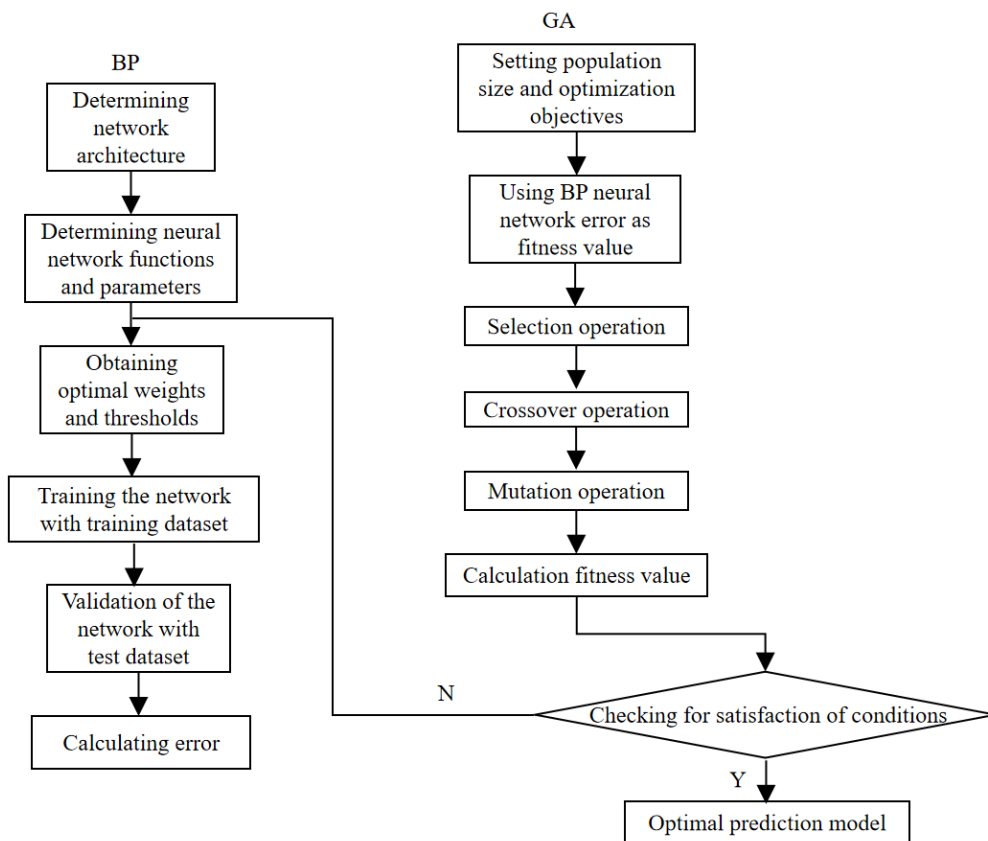 BP
Determining
network
architecture
Determining neural
network functions
and parameters
Obtaining
optimal weights
and thresholds
Training the network
with training dataset
Validation of the
network with
test dataset
Calculating error
GA
Setting population
size and optimization
objectives
Using BP neural
network error as
fitness value
Selection operation
Crossover operation
Mutation operation
Calculation fitness value
Checking for satisfaction of conditions
N
Y
Optimal prediction model